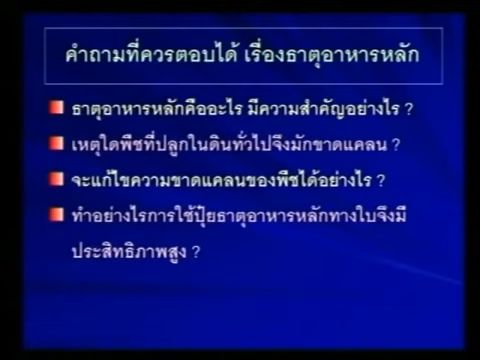 คำถามที่ควรตอบได้ เรื่องธาตุอาหารหลัก
ธาตุอาหารหลักคืออะไร มีความสำคัญอย่างไร ?
เหตุใดพืชที่ปลูกในดินทั่วไปจึงมักขาดแคลน ?
จะแก้ไขความขาดแคลนของพืชได้อย่างไร ?
ทำอย่างไรการใช้ปุ๋ยธาตุอาหารหลักทางใบจึงมี
ประสิทธิภาพสูง ?